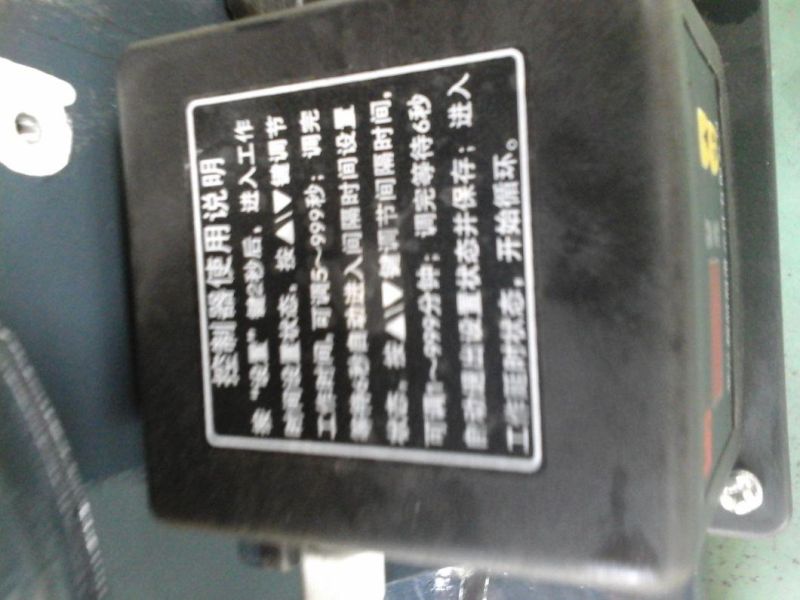 控制器使用说明
按“设置”键2秒后，进入工作
时间设置状态，按▲\▼键调节
工作时间，可调5～999秒；调完
等待6秒自动进入间隔时间设置
状态。按▲\▼键调节间隔时间，
可调1～999分钟；调完等待6秒
自动退出设置状态并保存；进入
工作延时状态，开始循环。